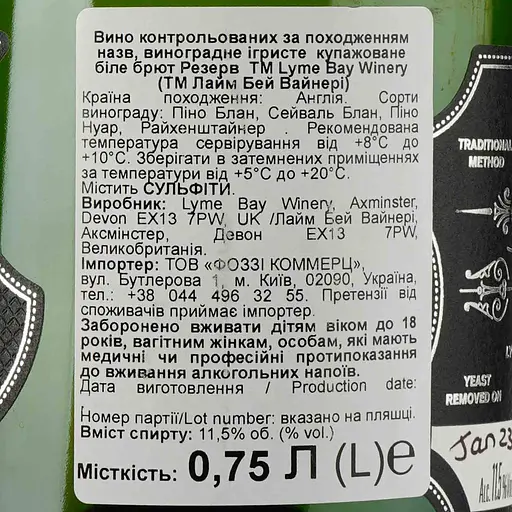 Вино контрольованих за походженням
назв, виноградне ігристе купажоване
біле брют Резерв ТМ Lyme Bay Winery
(ТМ Лайм Бей Вайнері)
Країна походження: Англія. Сорти
винограду: Піно Блан, Сейваль Блан, Піно
Нуар, Райхенштайнер . Рекомендована
температура сервірування від +8°С до
+10°С. Зберігати в затемнених приміщеннях
за температури від +5°С до +20°С.
Містить СУЛЬФІТИ.
Виробник: Lyme Bay Winery, Axminster,
Devon EX13 7PW, UK /Лайм Бей Вайнері,
Аксмінстер, Девон EX13 7PW,
Великобританія.
Імпортер: ТОВ «ФОЗЗІ КОММЕРЦ»,
вул. Бутлерова 1, м. Київ, 02090, Україна,
тел.: +38 044 496 32 55. Претензії від
споживачів приймає імпортер.
Заборонено вживати дітям віком до 18
років, вагітним жінкам, особам, які мають
медичні чи професійні протипоказання
до вживання алкогольних напоїв.
Дата виготовлення / Production date:
.
Номер партії/Lot number: вказано на пляшці.
Вміст спирту: 11,5% об. (% vol.)
Місткість: 0,75 Л (L)e
TRADITIONAL
METHOD
YEAST
REMOVED ON
Jan 23
Alc. 11.5%